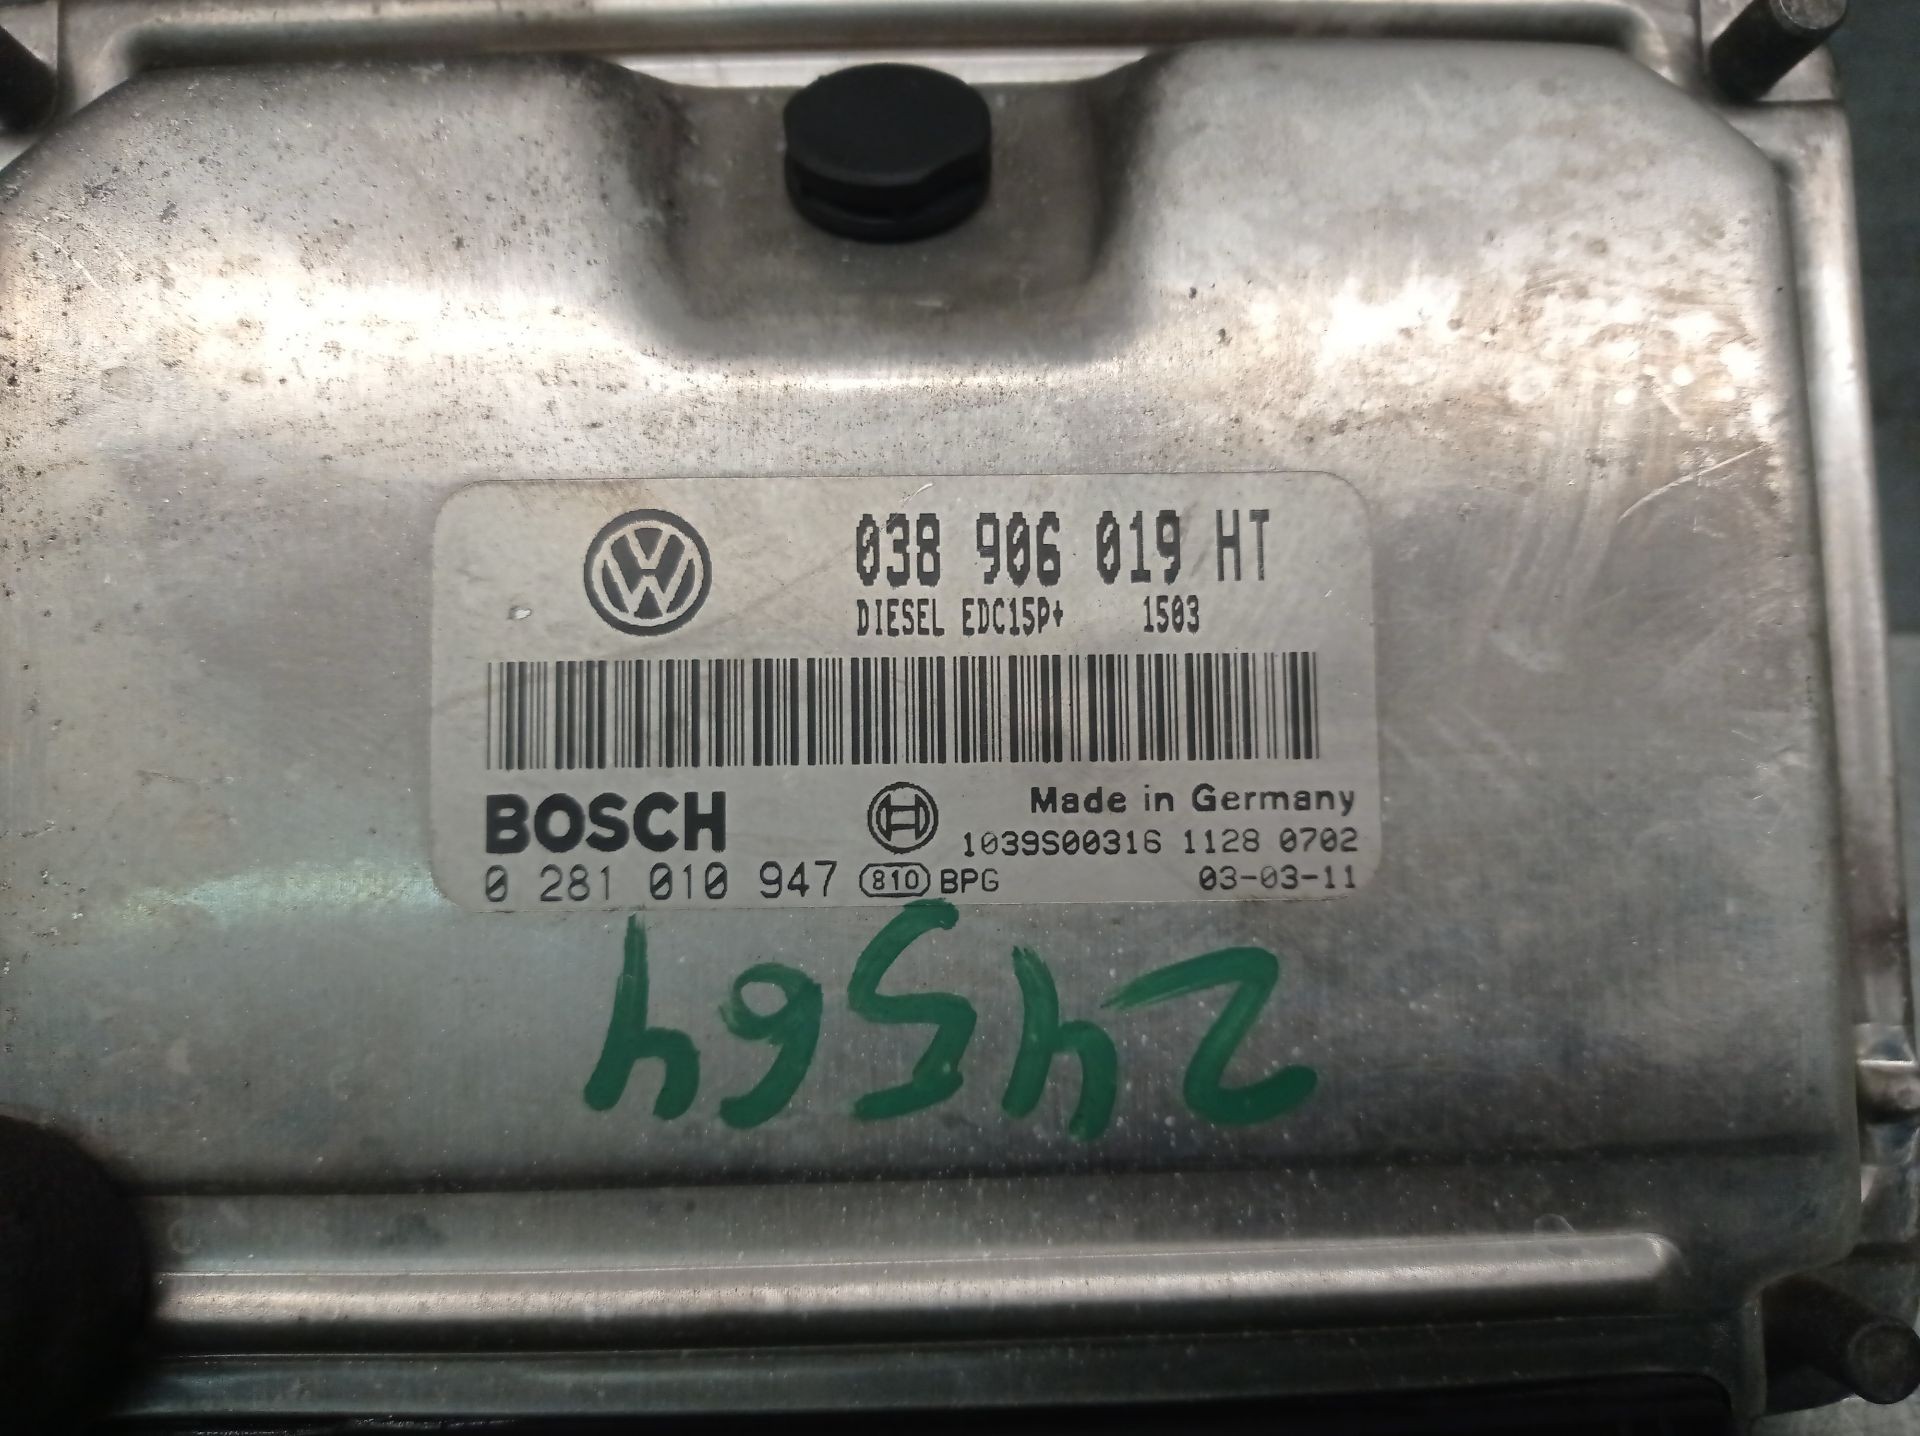 038 906 019 HT
DIESEL EDC15P+ 1503
BOSCH
Made in Germany
1039S00316 1128 0702
0 281 010 947 810 BPG 03-03-11
24564